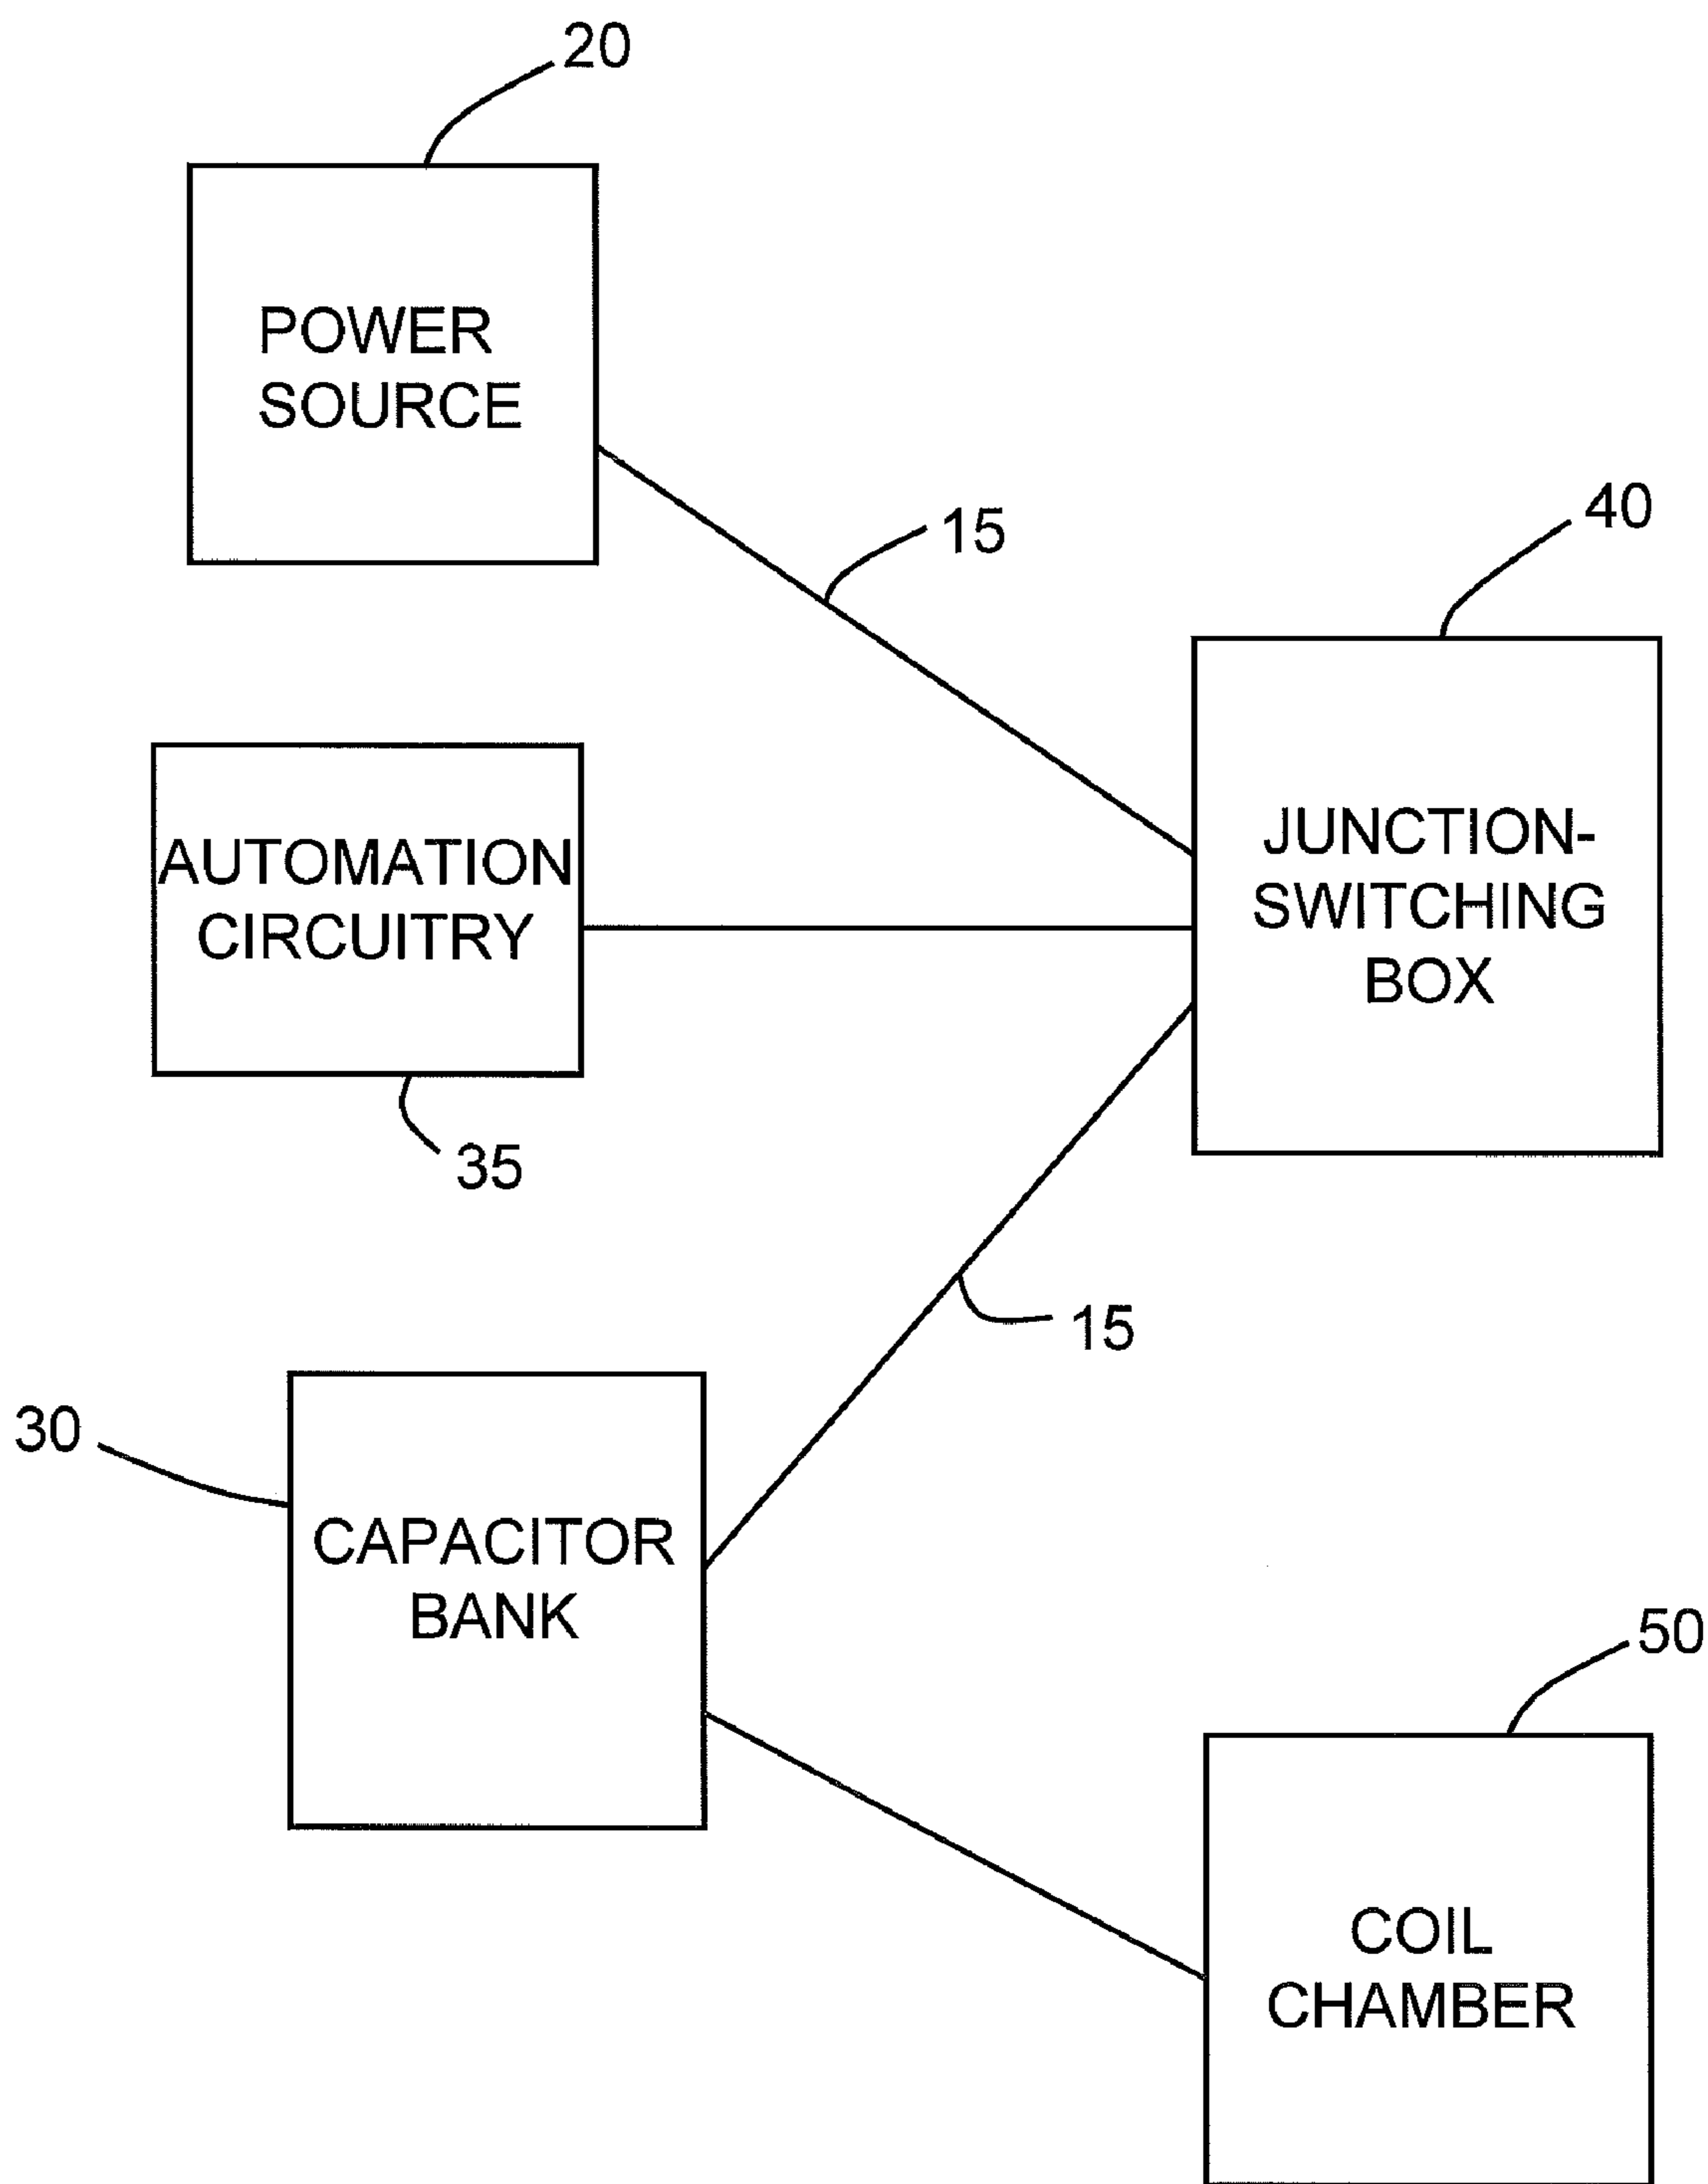 20
POWER
SOURCE
15
40
JUNCTION-
SWITCHING
BOX
AUTOMATION
CIRCUITRY
35
15
30
CAPACITOR
BANK
50
COIL
CHAMBER